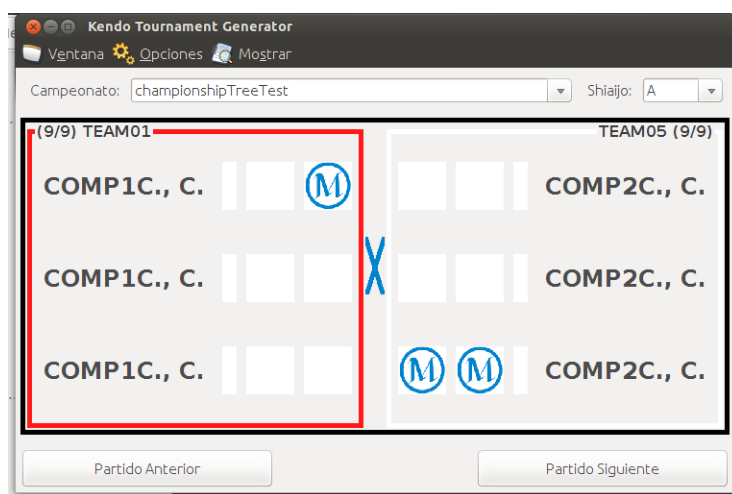 Kendo Tournament Generator
Ventana Opciones Mostrar
Campeonato: championshipTreeTest Shiaijo: A
(9/9) TEAM01 TEAM05 (9/9)
COMP1C., C. M COMP2C., C.
COMP1C., C. X COMP2C., C.
COMP1C., C. M M COMP2C., C.
Partido Anterior Partido Siguiente